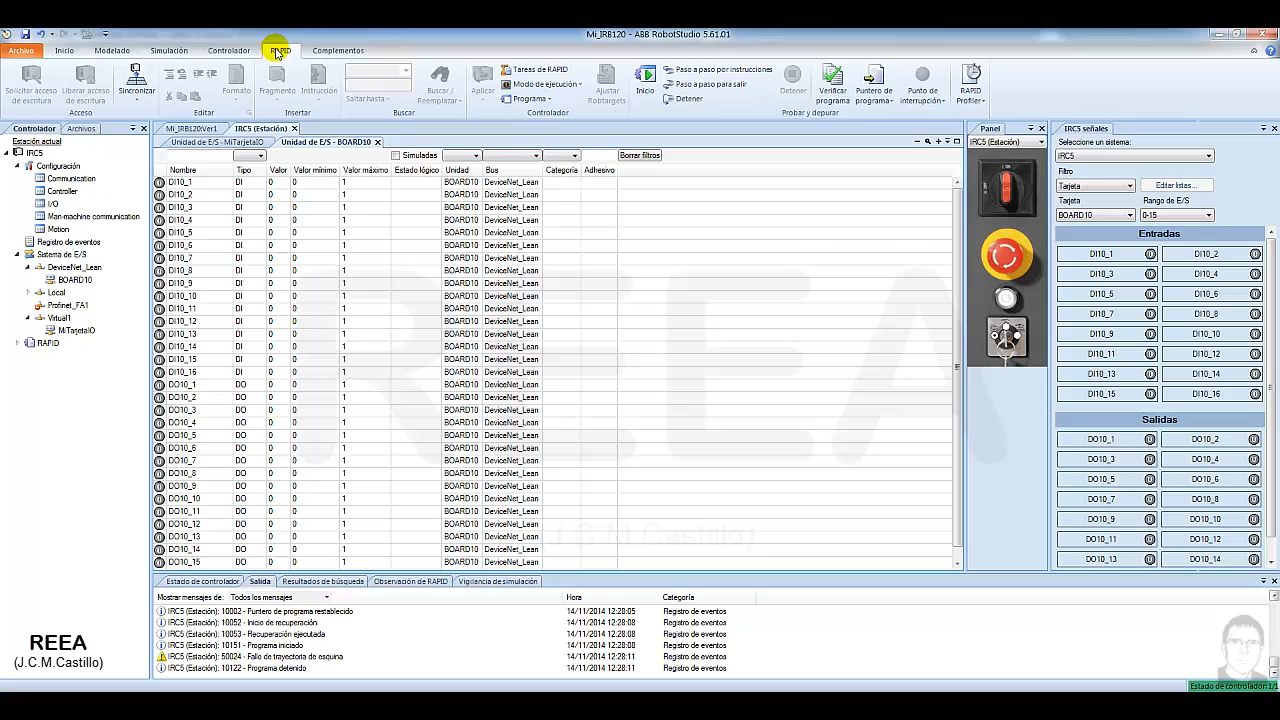 Mi_IRB120 - ABB RobotStudio 5.61.01
Archivo Inicio Modelado Simulación Controlador RAPID Complementos
Solicitar acceso de escritura
Liberar acceso de escritura
Acceso
Sincronizar
Formato
Editar
Fragmento
Instrucción
Insertar
Saltar hasta
Buscar / Reemplazar
Buscar
Aplicar
Tareas de RAPID
Modo de ejecución
Programa
Ajustar Robtargets
Controlador
Inicio
Paso a paso por instrucciones
Paso a paso para salir
Detener
Detener
Verificar programa
Puntero de programa
Punto de interrupción
RAPID Profiler
Probar y depurar
Controlador Archivos
Estación actual
IRC5
Configuración
Communication
Controller
I/O
Man-machine communication
Motion
Registro de eventos
Sistema de E/S
DeviceNet_Lean
BOARD10
Local
Profinet_FA1
Virtual1
MiTarjetaIO
RAPID
REEA
(J.C.M.Castillo)
Mi_IRB120:Ver1 IRC5 (Estación)
Unidad de E/S - MiTarjetaIO Unidad de E/S - BOARD10
Simuladas Borrar filtros
Nombre Tipo Valor Valor mínimo Valor máximo Estado lógico Unidad Bus Categoría Adhesivo
DI10_1 DI 0 0 1 BOARD10 DeviceNet_Lean
DI10_2 DI 0 0 1 BOARD10 DeviceNet_Lean
DI10_3 DI 0 0 1 BOARD10 DeviceNet_Lean
DI10_4 DI 0 0 1 BOARD10 DeviceNet_Lean
DI10_5 DI 0 0 1 BOARD10 DeviceNet_Lean
DI10_6 DI 0 0 1 BOARD10 DeviceNet_Lean
DI10_7 DI 0 0 1 BOARD10 DeviceNet_Lean
DI10_8 DI 0 0 1 BOARD10 DeviceNet_Lean
DI10_9 DI 0 0 1 BOARD10 DeviceNet_Lean
DI10_10 DI 0 0 1 BOARD10 DeviceNet_Lean
DI10_11 DI 0 0 1 BOARD10 DeviceNet_Lean
DI10_12 DI 0 0 1 BOARD10 DeviceNet_Lean
DI10_13 DI 0 0 1 BOARD10 DeviceNet_Lean
DI10_14 DI 0 0 1 BOARD10 DeviceNet_Lean
DI10_15 DI 0 0 1 BOARD10 DeviceNet_Lean
DI10_16 DI 0 0 1 BOARD10 DeviceNet_Lean
DO10_1 DO 0 0 1 BOARD10 DeviceNet_Lean
DO10_2 DO 0 0 1 BOARD10 DeviceNet_Lean
DO10_3 DO 0 0 1 BOARD10 DeviceNet_Lean
DO10_4 DO 0 0 1 BOARD10 DeviceNet_Lean
DO10_5 DO 0 0 1 BOARD10 DeviceNet_Lean
DO10_6 DO 0 0 1 BOARD10 DeviceNet_Lean
DO10_7 DO 0 0 1 BOARD10 DeviceNet_Lean
DO10_8 DO 0 0 1 BOARD10 DeviceNet_Lean
DO10_9 DO 0 0 1 BOARD10 DeviceNet_Lean
DO10_10 DO 0 0 1 BOARD10 DeviceNet_Lean
DO10_11 DO 0 0 1 BOARD10 DeviceNet_Lean
DO10_12 DO 0 0 1 BOARD10 DeviceNet_Lean
DO10_13 DO 0 0 1 BOARD10 DeviceNet_Lean
DO10_14 DO 0 0 1 BOARD10 DeviceNet_Lean
DO10_15 DO 0 0 1 BOARD10 DeviceNet_Lean
REEA
(J.C.M.Castillo)
Panel
IRC5 (Estación)
IRC5 señales
Seleccione un sistema:
IRC5
Filtro
Tarjeta Editar listas...
Tarjeta Rango de E/S
BOARD10 0-15
Entradas
DI10_1 DI10_2
DI10_3 DI10_4
DI10_5 DI10_6
DI10_7 DI10_8
DI10_9 DI10_10
DI10_11 DI10_12
DI10_13 DI10_14
DI10_15 DI10_16
Salidas
DO10_1 DO10_2
DO10_3 DO10_4
DO10_5 DO10_6
DO10_7 DO10_8
DO10_9 DO10_10
DO10_11 DO10_12
DO10_13 DO10_14
Estado de controlador Salida Resultados de búsqueda Observación de RAPID Vigilancia de simulación
Mostrar mensajes de: Todos los mensajes Hora Categoría
IRC5 (Estación): 10002 - Puntero de programa restablecido 14/11/2014 12:28:05 Registro de eventos
IRC5 (Estación): 10052 - Inicio de recuperación 14/11/2014 12:28:08 Registro de eventos
IRC5 (Estación): 10053 - Recuperación ejecutada 14/11/2014 12:28:08 Registro de eventos
IRC5 (Estación): 10151 - Programa iniciado 14/11/2014 12:28:08 Registro de eventos
IRC5 (Estación): 50024 - Fallo de trayectoria de esquina 14/11/2014 12:28:11 Registro de eventos
IRC5 (Estación): 10122 - Programa detenido 14/11/2014 12:28:11 Registro de eventos
Estado de controlador:1/1